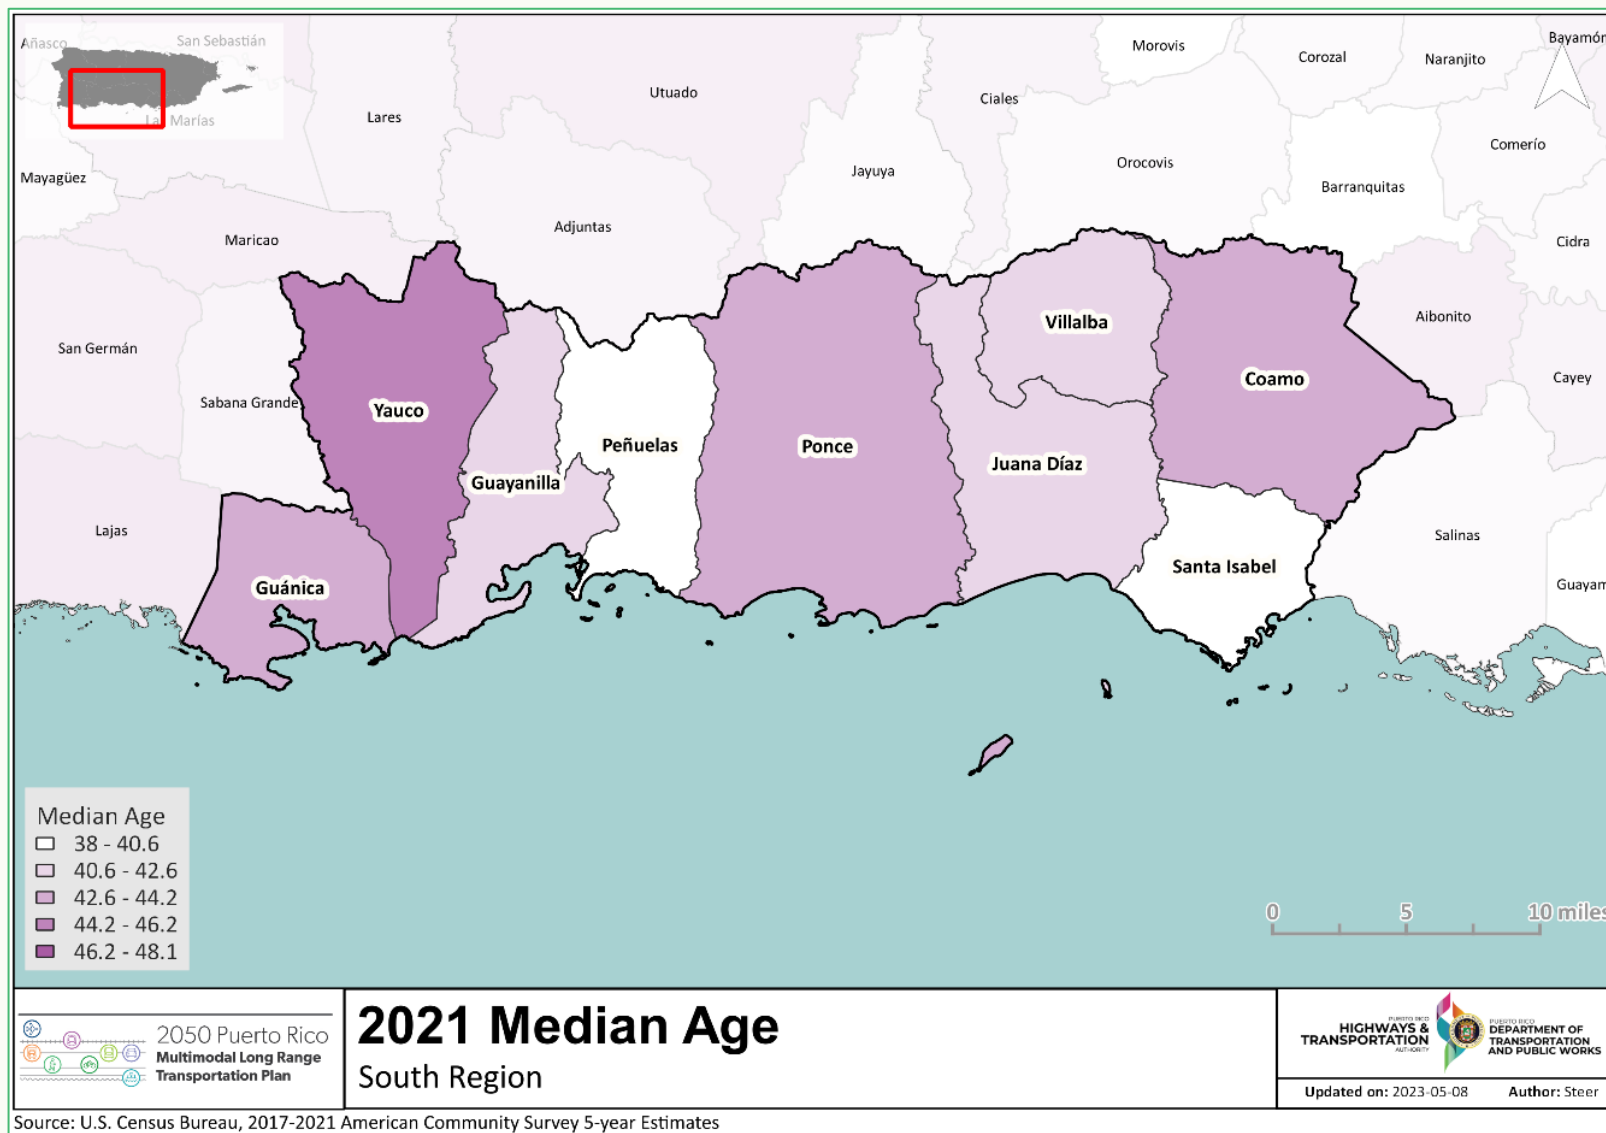 Añasco
San Sebastián
Las Marías
Mayagüez
Lares
Utuado
Morovis
Corozal
Naranjito
Bayamón
Ciales
Jayuya
Orocovis
Barranquitas
Comerío
Maricao
Adjuntas
Cidra
San Germán
Sabana Grande
Yauco
Guayanilla
Peñuelas
Ponce
Villalba
Juana Díaz
Coamo
Aibonito
Cayey
Lajas
Guánica
Santa Isabel
Salinas
Guayam
Median Age
38 - 40.6
40.6 - 42.6
42.6 - 44.2
44.2 - 46.2
46.2 - 48.1
0 5 10 miles
2050 Puerto Rico
Multimodal Long Range
Transportation Plan
2021 Median Age
South Region
PUERTO RICO
HIGHWAYS &
TRANSPORTATION
AUTHORITY
PUERTO RICO
DEPARTMENT OF
TRANSPORTATION
AND PUBLIC WORKS
Updated on: 2023-05-08 Author: Steer
Source: U.S. Census Bureau, 2017-2021 American Community Survey 5-year Estimates